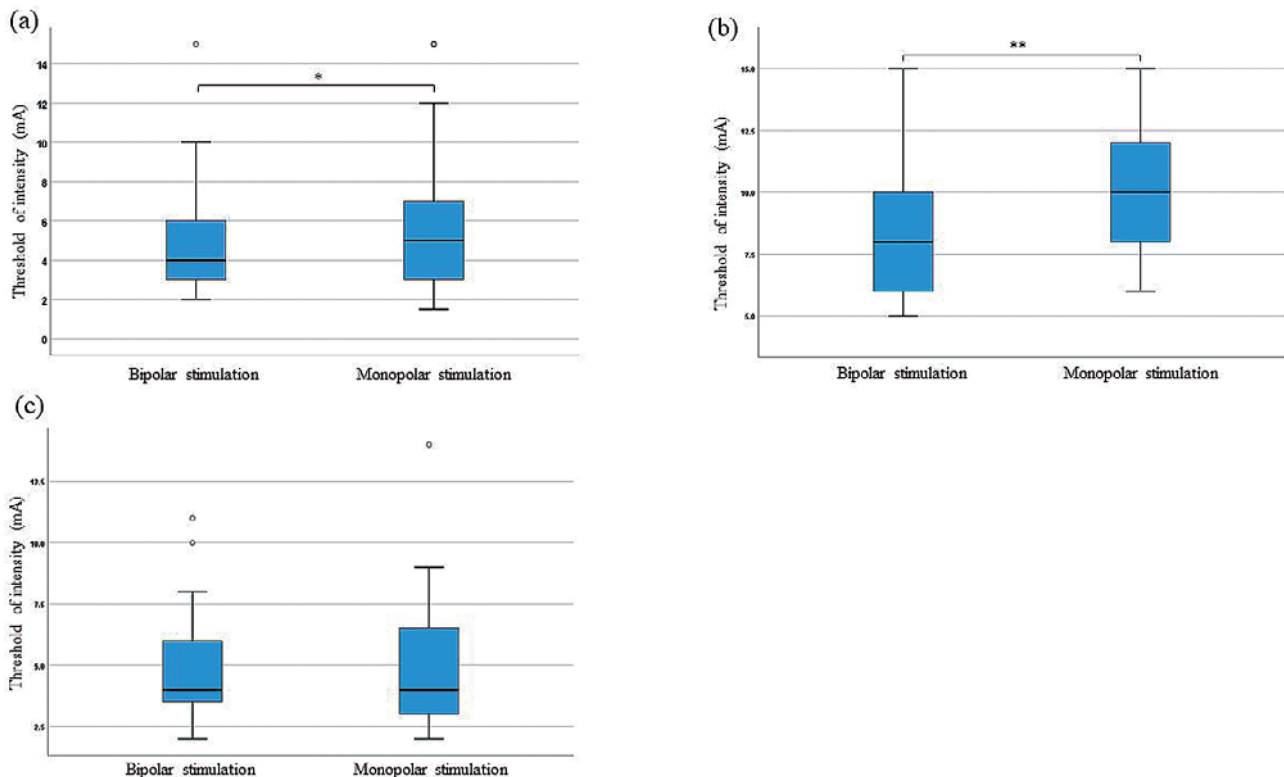 (a)
Threshold of intensity (mA)
14
*
12
10
8
6
4
2
0
Bipolar stimulation Monopolar stimulation
(b)
Threshold of intensity (mA)
**
15.0
12.5
10.0
7.5
5.0
Bipolar stimulation Monopolar stimulation
(c)
Threshold of intensity (mA)
12.5
10.0
7.5
5.0
2.5
Bipolar stimulation Monopolar stimulation